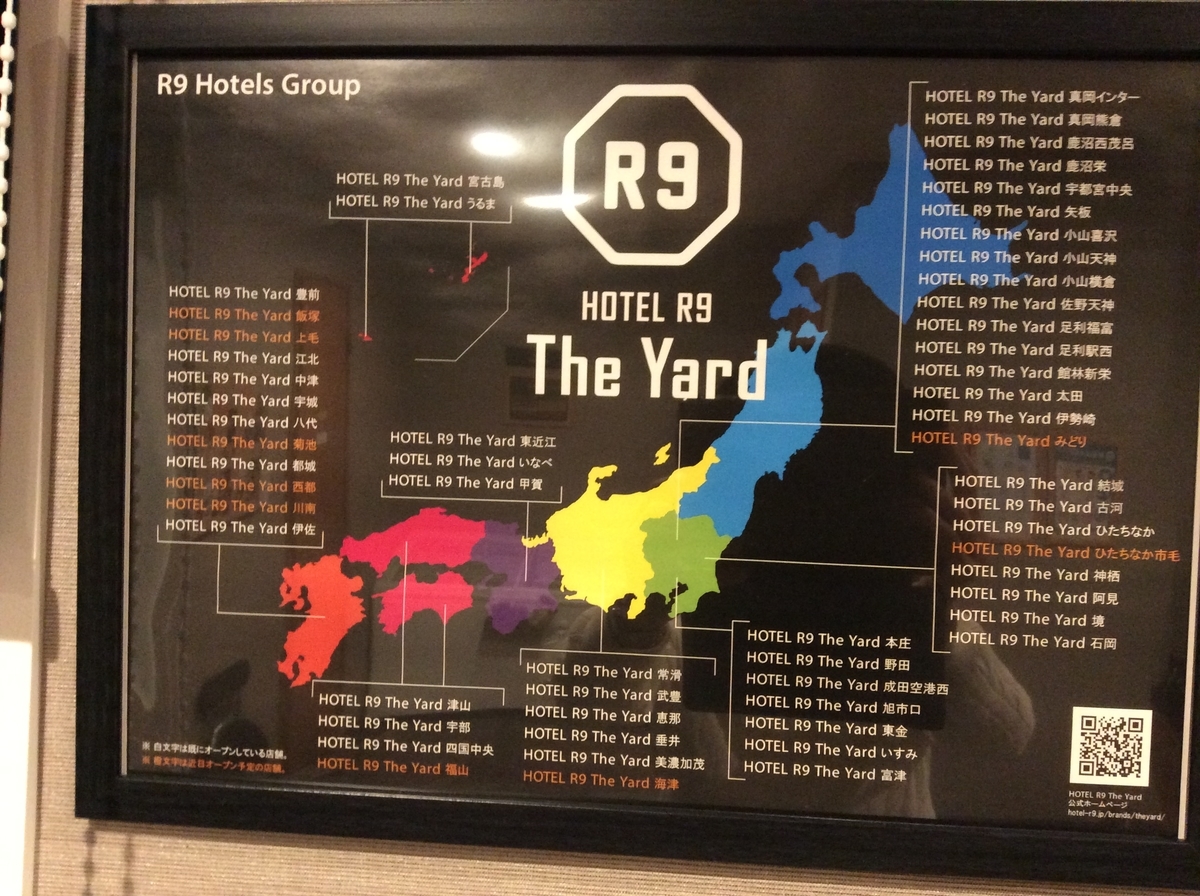 R9 Hotels Group
R9
HOTEL R9
The Yard
HOTEL R9 The Yard 宮古島
HOTEL R9 The Yard うるま
HOTEL R9 The Yard 豊前
HOTEL R9 The Yard 飯塚
HOTEL R9 The Yard 上毛
HOTEL R9 The Yard 江北
HOTEL R9 The Yard 中津
HOTEL R9 The Yard 宇城
HOTEL R9 The Yard 八代
HOTEL R9 The Yard 菊池
HOTEL R9 The Yard 都城
HOTEL R9 The Yard 西都
HOTEL R9 The Yard 川南
HOTEL R9 The Yard 伊佐
HOTEL R9 The Yard 東近江
HOTEL R9 The Yard いなべ
HOTEL R9 The Yard 甲賀
HOTEL R9 The Yard 真岡インター
HOTEL R9 The Yard 真岡熊倉
HOTEL R9 The Yard 鹿沼西茂呂
HOTEL R9 The Yard 鹿沼栄
HOTEL R9 The Yard 宇都宮中央
HOTEL R9 The Yard 矢板
HOTEL R9 The Yard 小山喜沢
HOTEL R9 The Yard 小山天神
HOTEL R9 The Yard 小山横倉
HOTEL R9 The Yard 佐野天神
HOTEL R9 The Yard 足利福富
HOTEL R9 The Yard 足利駅西
HOTEL R9 The Yard 館林新栄
HOTEL R9 The Yard 太田
HOTEL R9 The Yard 伊勢崎
HOTEL R9 The Yard みどり
HOTEL R9 The Yard 結城
HOTEL R9 The Yard 古河
HOTEL R9 The Yard ひたちなか
HOTEL R9 The Yard ひたちなか市毛
HOTEL R9 The Yard 神栖
HOTEL R9 The Yard 阿見
HOTEL R9 The Yard 境
HOTEL R9 The Yard 石岡
HOTEL R9 The Yard 津山
HOTEL R9 The Yard 宇部
HOTEL R9 The Yard 四国中央
HOTEL R9 The Yard 福山
HOTEL R9 The Yard 常滑
HOTEL R9 The Yard 武豊
HOTEL R9 The Yard 恵那
HOTEL R9 The Yard 垂井
HOTEL R9 The Yard 美濃加茂
HOTEL R9 The Yard 海津
HOTEL R9 The Yard 本庄
HOTEL R9 The Yard 野田
HOTEL R9 The Yard 成田空港西
HOTEL R9 The Yard 旭市口
HOTEL R9 The Yard 東金
HOTEL R9 The Yard いすみ
HOTEL R9 The Yard 富津
※ 白文字は既にオープンしている店舗。
※ 橙文字は近日オープン予定の店舗。
HOTEL R9 The Yard
公式ホームページ
hotel-r9.jp/brands/theyard/